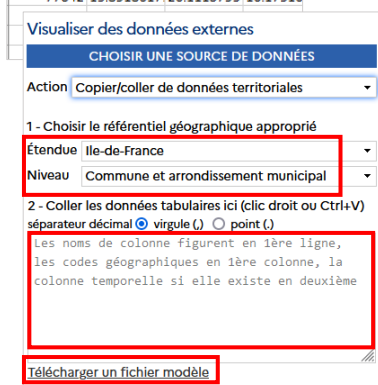 Visualiser des données externes
CHOISIR UNE SOURCE DE DONNÉES
Action Copier/coller de données territoriales
1 - Choisir le référentiel géographique approprié
Étendue Ile-de-France
Niveau Commune et arrondissement municipal
2 - Coller les données tabulaires ici (clic droit ou Ctrl+V)
séparateur décimal virgule (,) point (.)
Les noms de colonne figurent en 1ère ligne,
les codes géographiques en 1ère colonne, la
colonne temporelle si elle existe en deuxième
Télécharger un fichier modèle